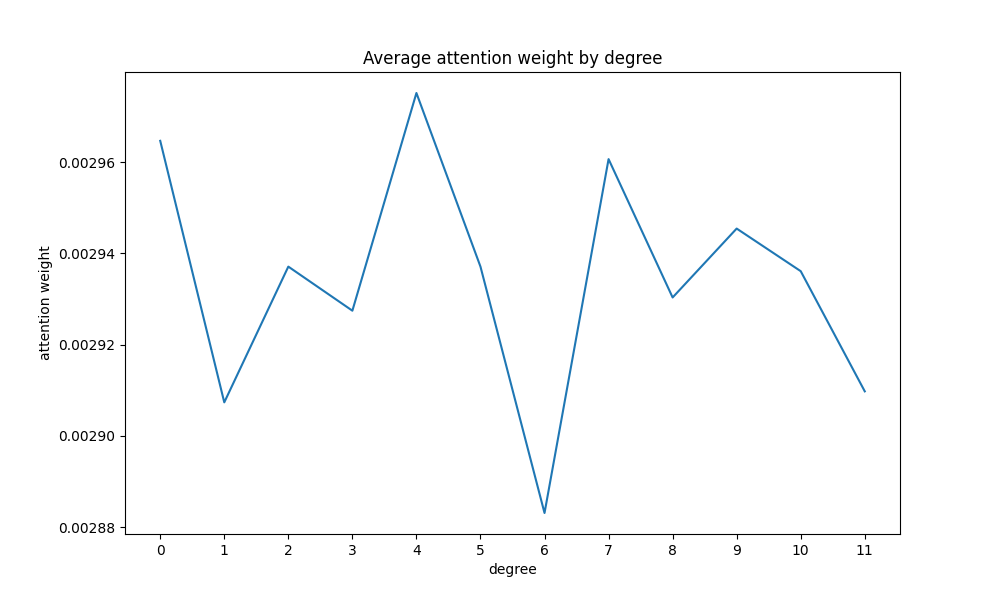 Average attention weight by degree
0.00296
0.00294
0.00292
0.00290
0.00288
attention weight
0 1 2 3 4 5 6 7 8 9 10 11
degree